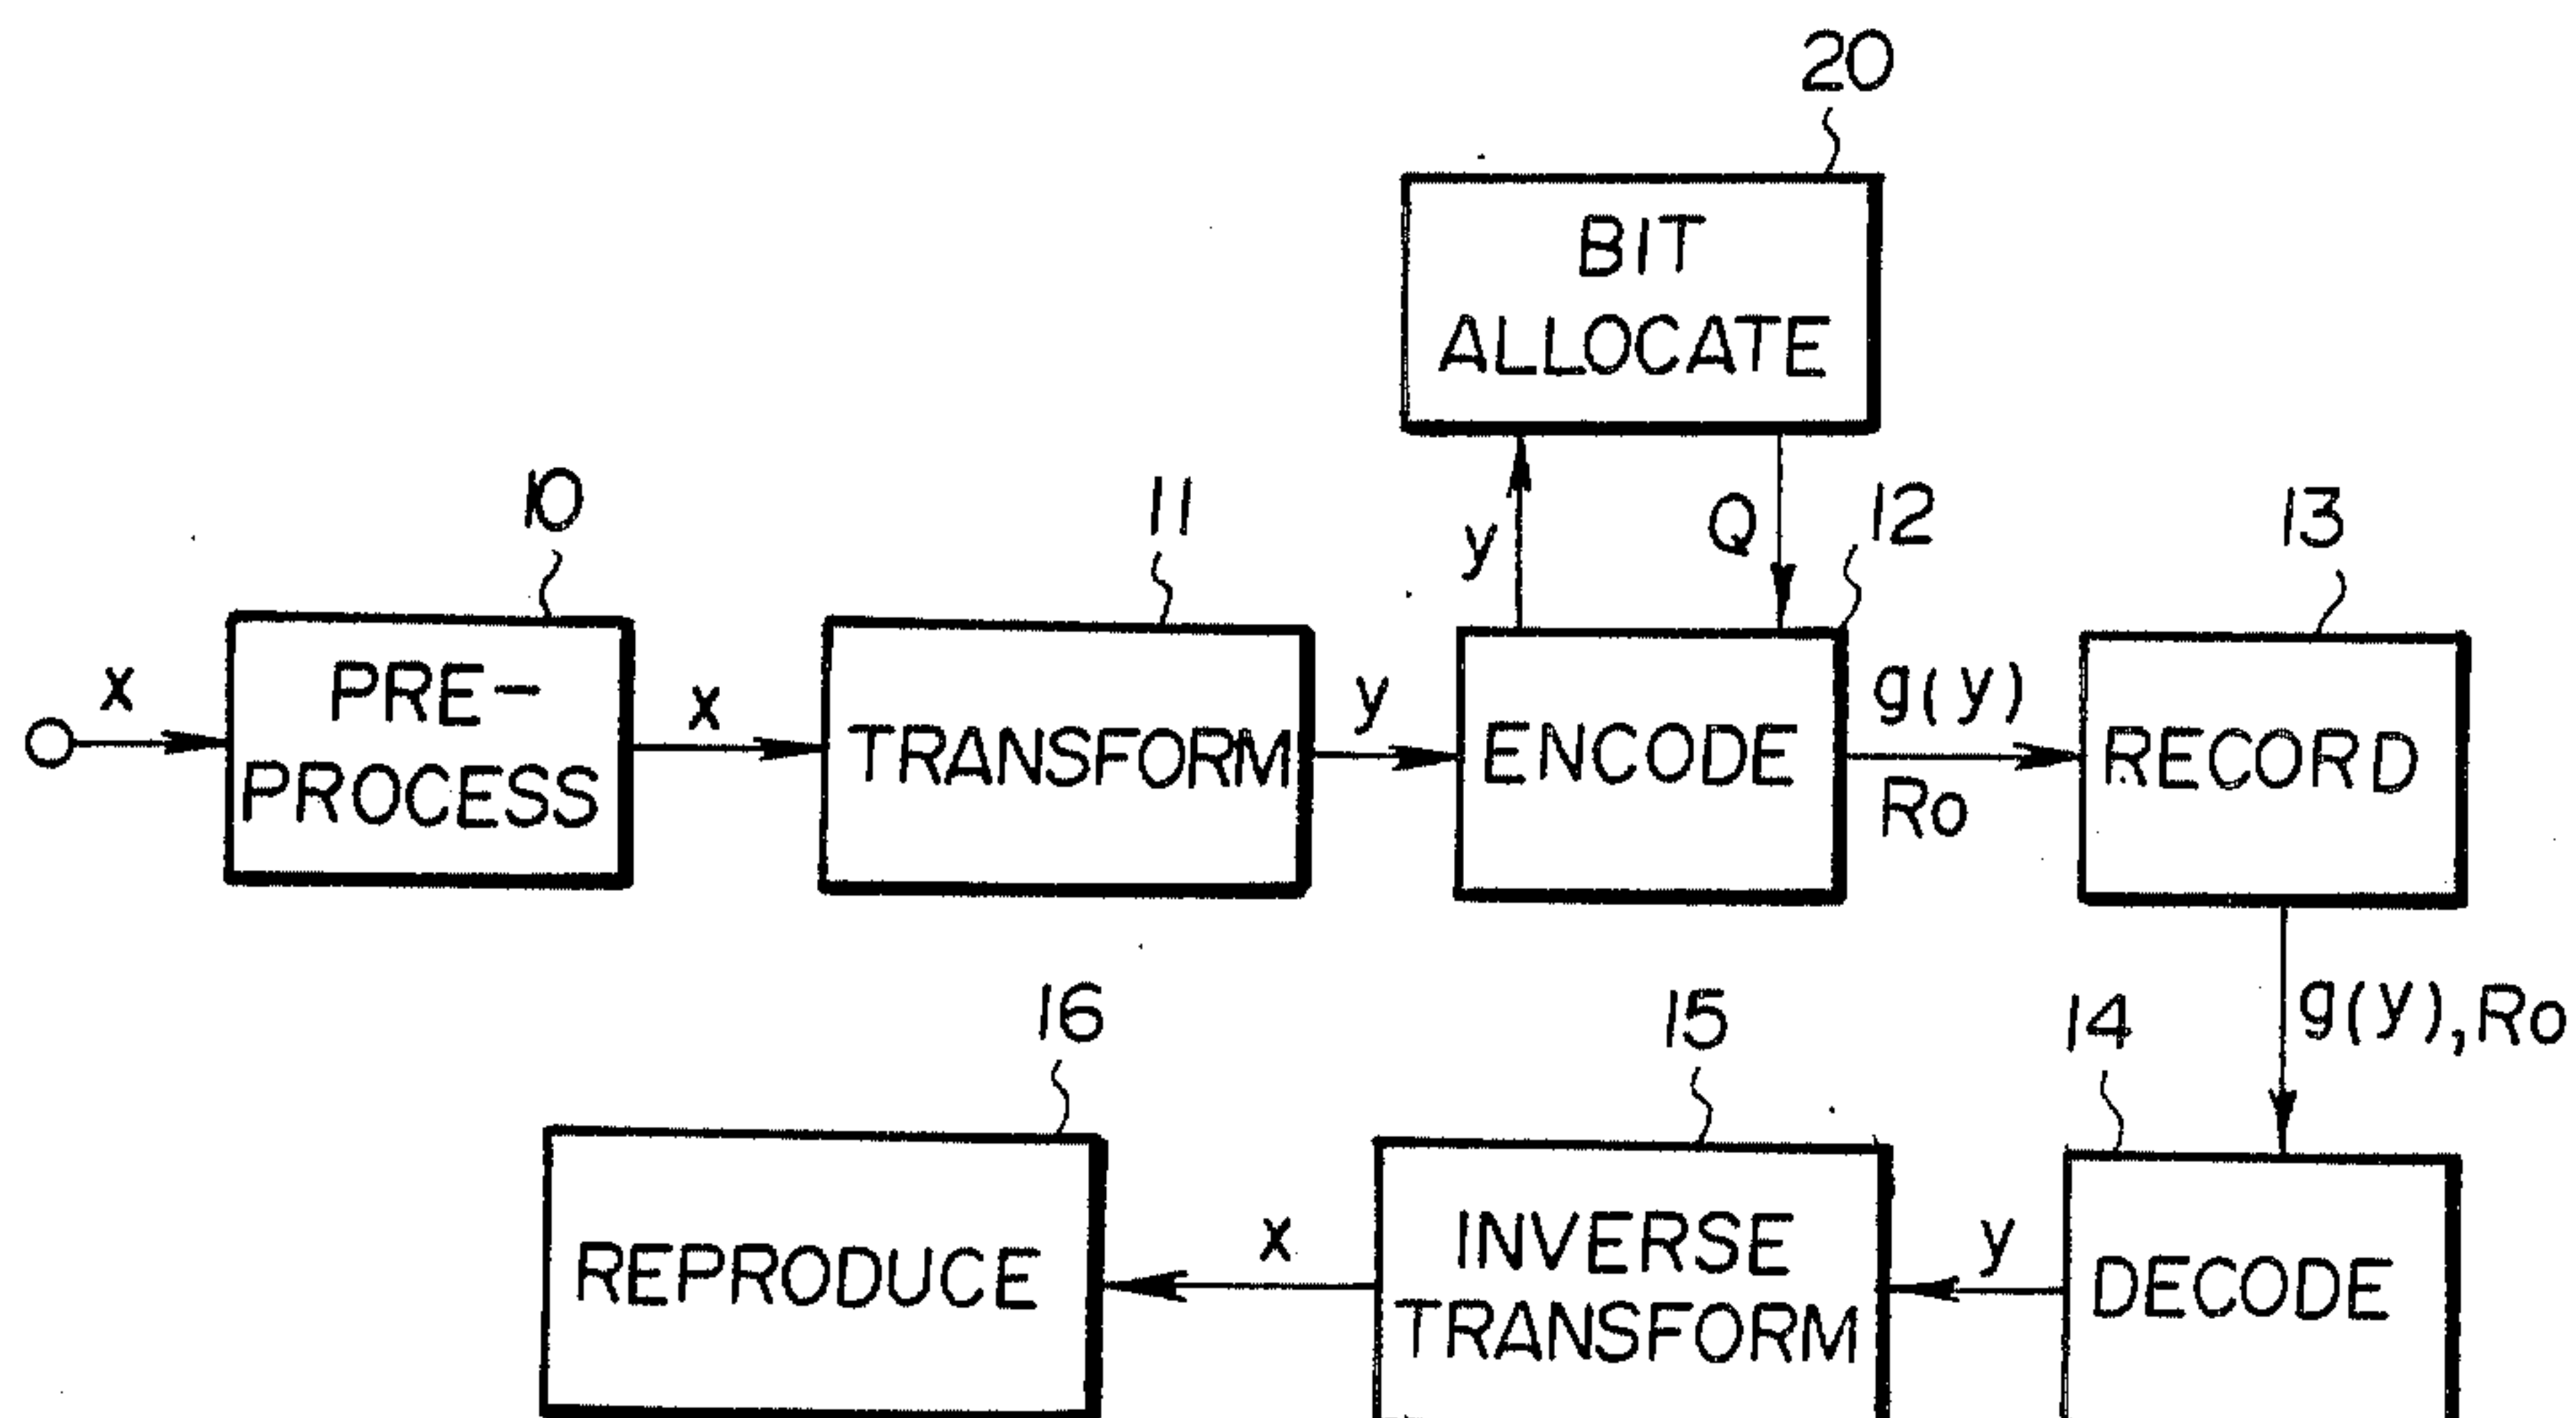 20
BIT
ALLOCATE
10
11
y
Q
12
13
x
PRE-
PROCESS
x
TRANSFORM
y
ENCODE
g(y)
Ro
RECORD
g(y), Ro
16
15
14
REPRODUCE
x
INVERSE
TRANSFORM
y
DECODE